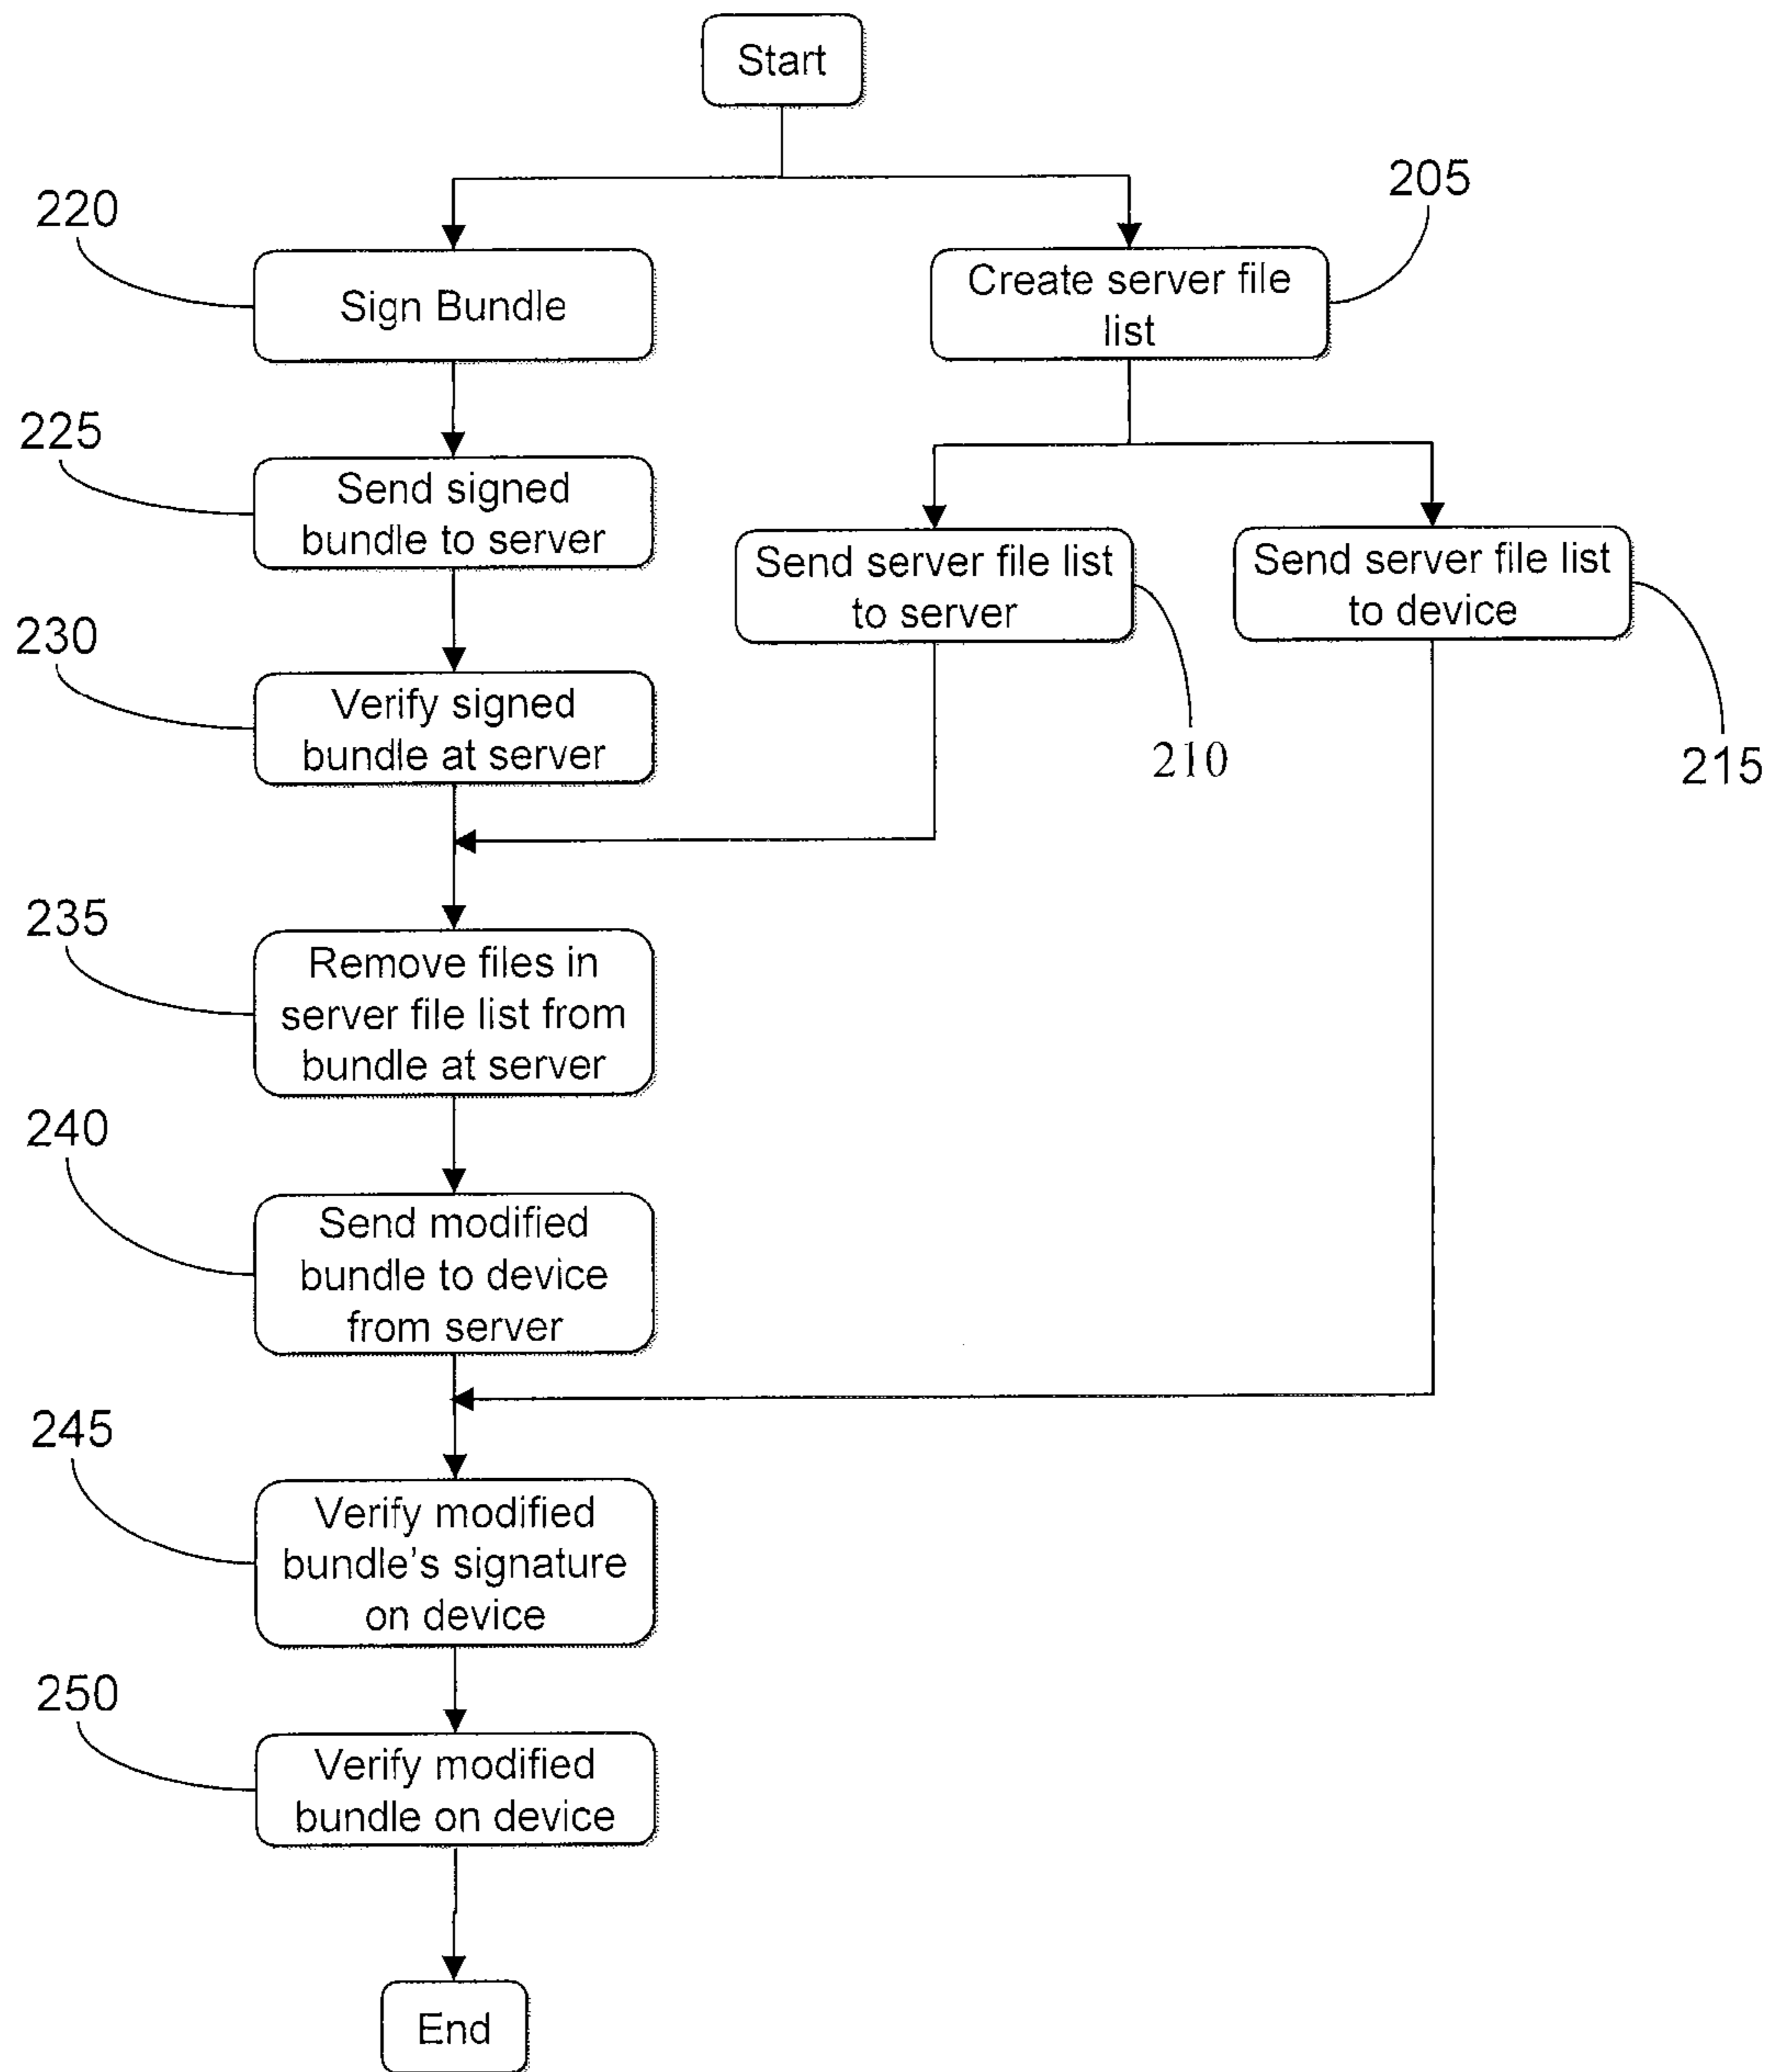 Start
205
220
Sign Bundle
Create server file
list
225
Send signed
bundle to server
Send server file list
to server
Send server file list
to device
230
Verify signed
bundle at server
210
215
235
Remove files in
server file list from
bundle at server
240
Send modified
bundle to device
from server
245
Verify modified
bundle's signature
on device
250
Verify modified
bundle on device
End